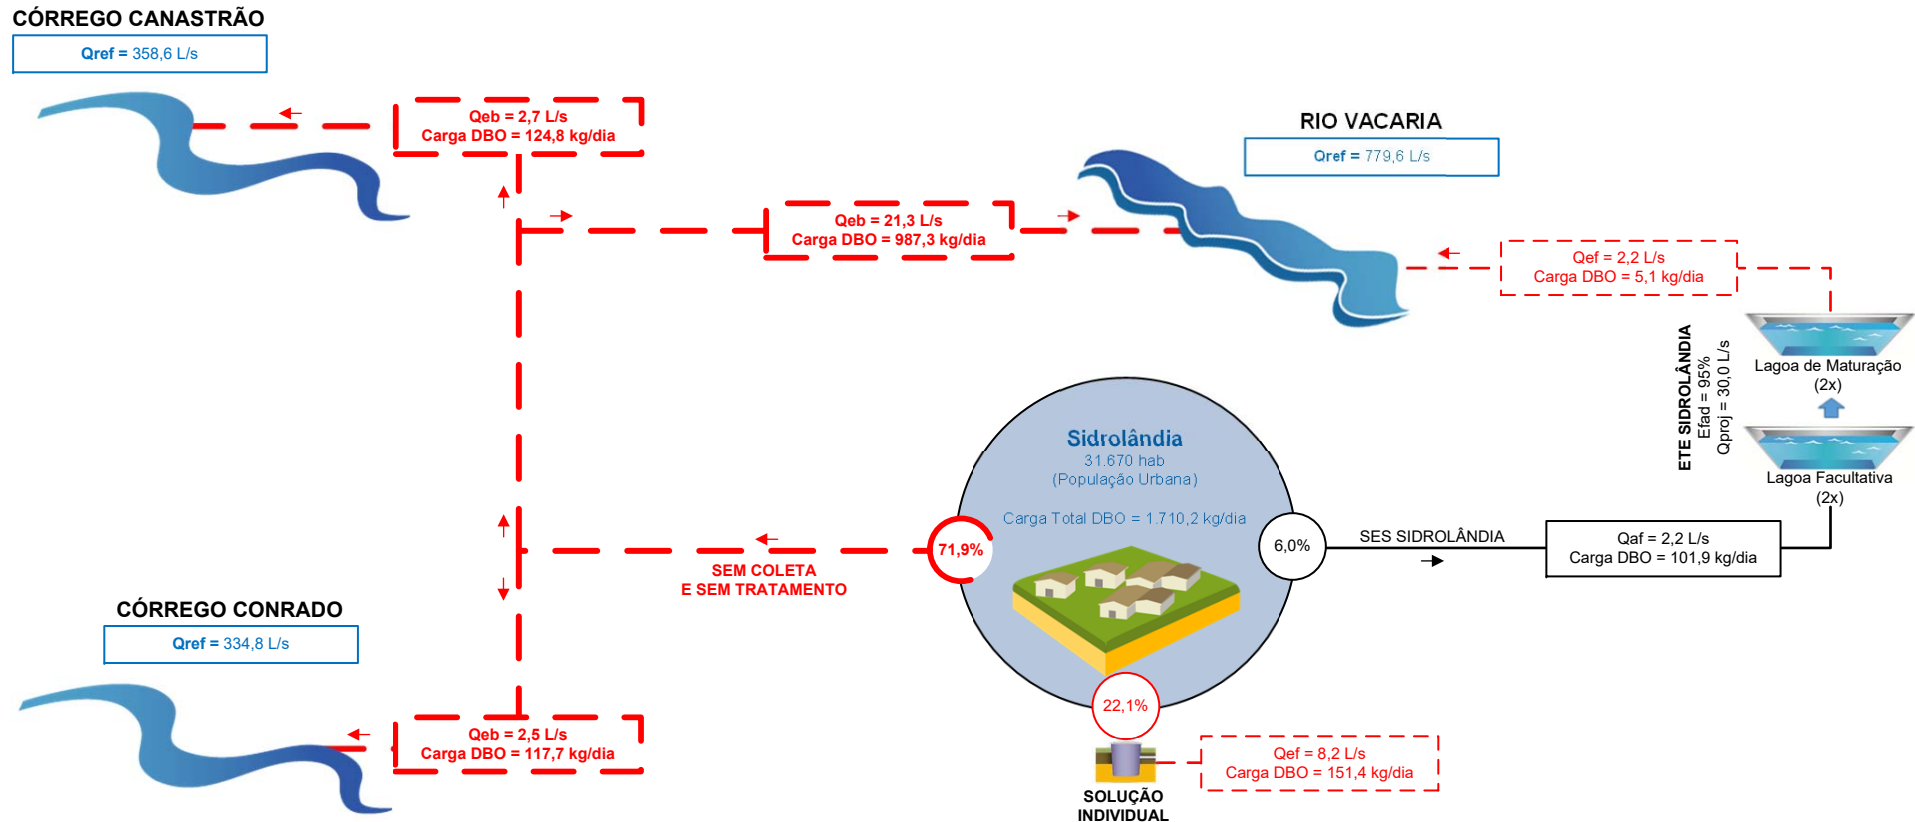 CÓRREGO CANASTRÃO
Qref = 358,6 L/s
Qeb = 2,7 L/s
Carga DBO = 124,8 kg/dia
RIO VACARIA
Qref = 779,6 L/s
Qeb = 21,3 L/s
Carga DBO = 987,3 kg/dia
Qef = 2,2 L/s
Carga DBO = 5,1 kg/dia
ETE SIDROLÂNDIA
Efad = 95%
Qproj = 30,0 L/s
Lagoa de Maturação
(2x)
Lagoa Facultativa
(2x)
Sidrolândia
31.670 hab
(População Urbana)
Carga Total DBO = 1.710,2 kg/dia
71,9%
SEM COLETA
E SEM TRATAMENTO
6,0%
SES SIDROLÂNDIA
Qaf = 2,2 L/s
Carga DBO = 101,9 kg/dia
CÓRREGO CONRADO
Qref = 334,8 L/s
Qeb = 2,5 L/s
Carga DBO = 117,7 kg/dia
22,1%
Qef = 8,2 L/s
Carga DBO = 151,4 kg/dia
SOLUÇÃO
INDIVIDUAL